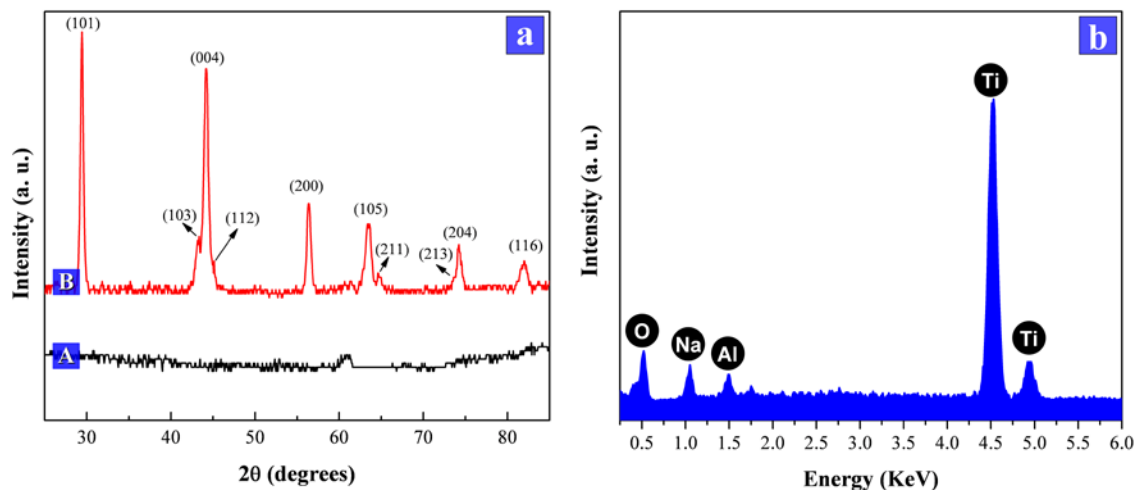 a
(101)
(004)
(103)
(112)
(200)
(105)
(211)
(213)
(204)
(116)
B
A
Intensity (a. u.)
30 40 50 60 70 80
2θ (degrees)
b
Ti
O
Na
Al
Ti
Intensity (a. u.)
0.5 1.0 1.5 2.0 2.5 3.0 3.5 4.0 4.5 5.0 5.5 6.0
Energy (KeV)